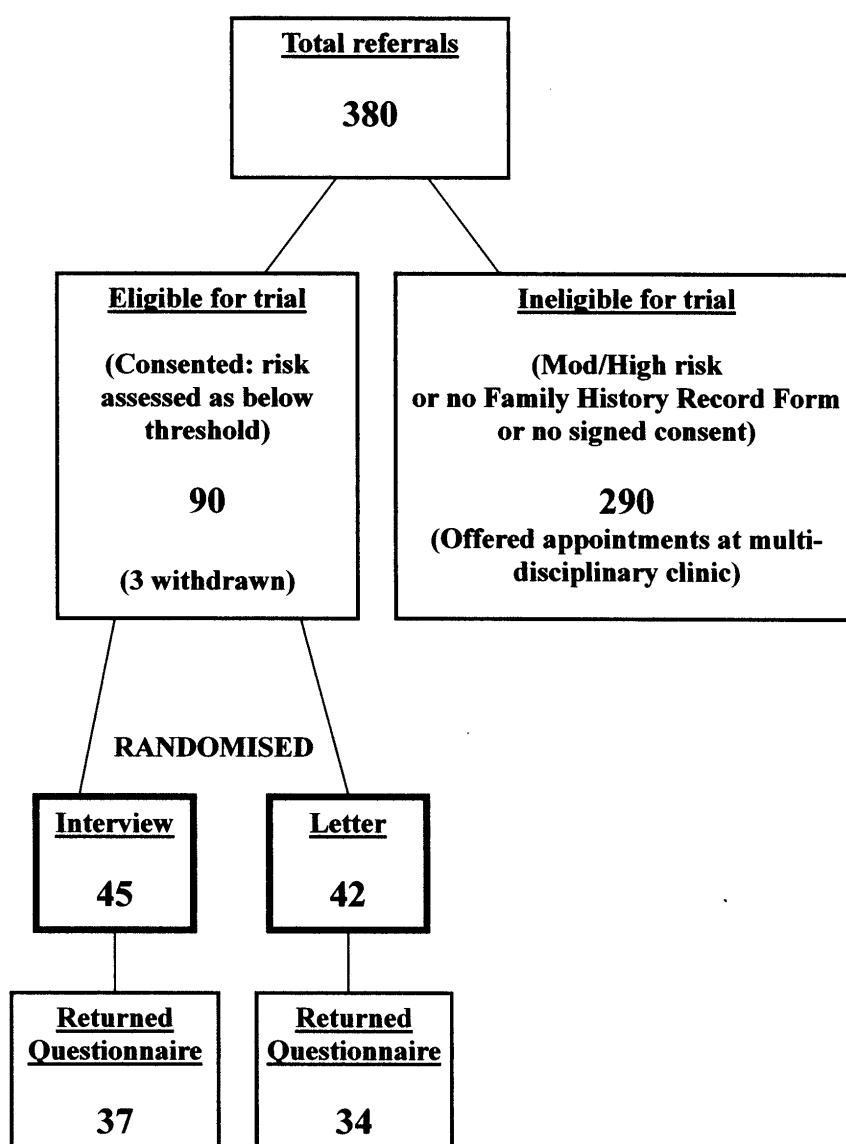 Total referrals
380
Eligible for trial
(Consented: risk
assessed as below
threshold)
90
(3 withdrawn)
Ineligible for trial
(Mod/High risk
or no Family History Record Form
or no signed consent)
290
(Offered appointments at multi-
disciplinary clinic)
RANDOMISED
Interview
45
Letter
42
Returned
Questionnaire
37
Returned
Questionnaire
34